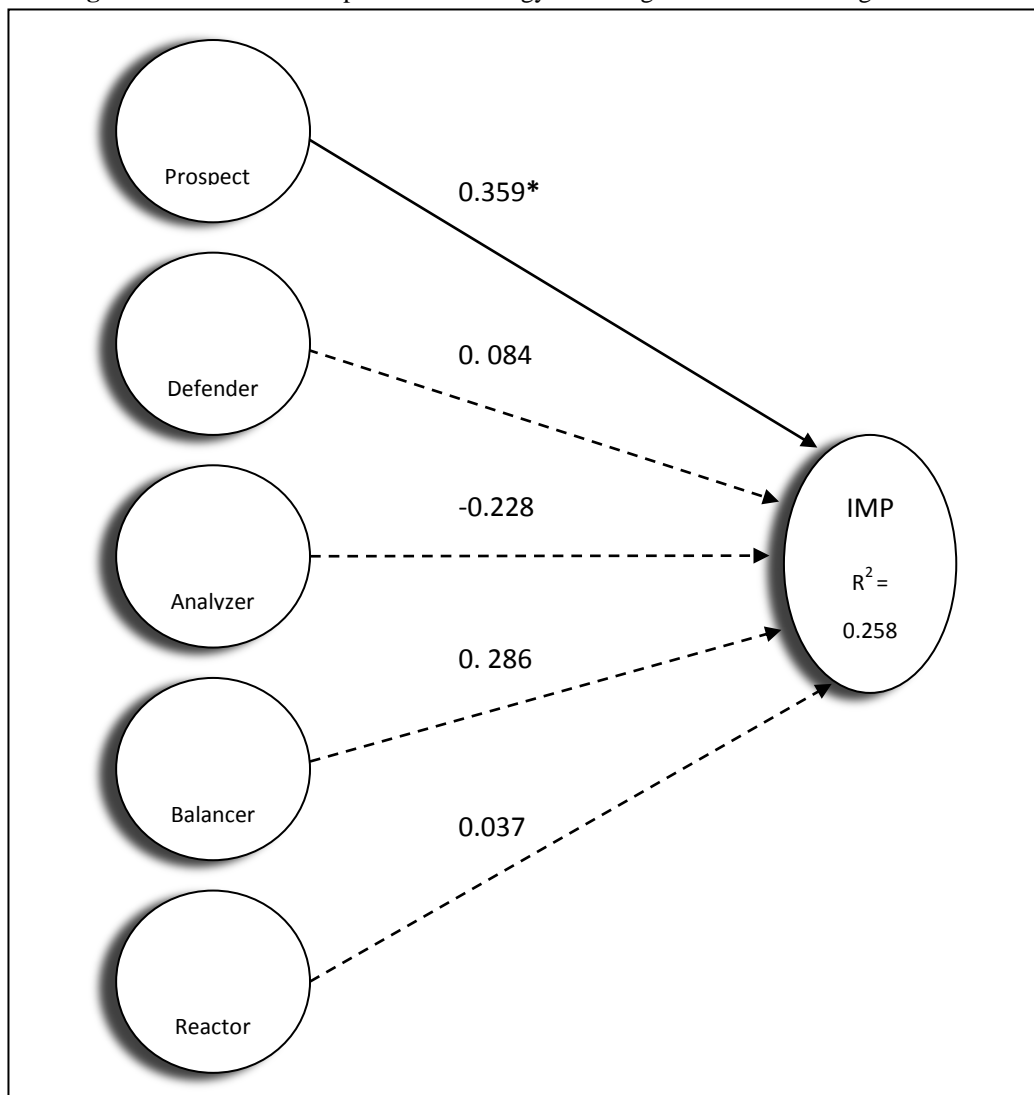 Prospect
0.359*
Defender
0. 084
Analyzer
-0.228
IMP
R² =
0.258
Balancer
0. 286
Reactor
0.037